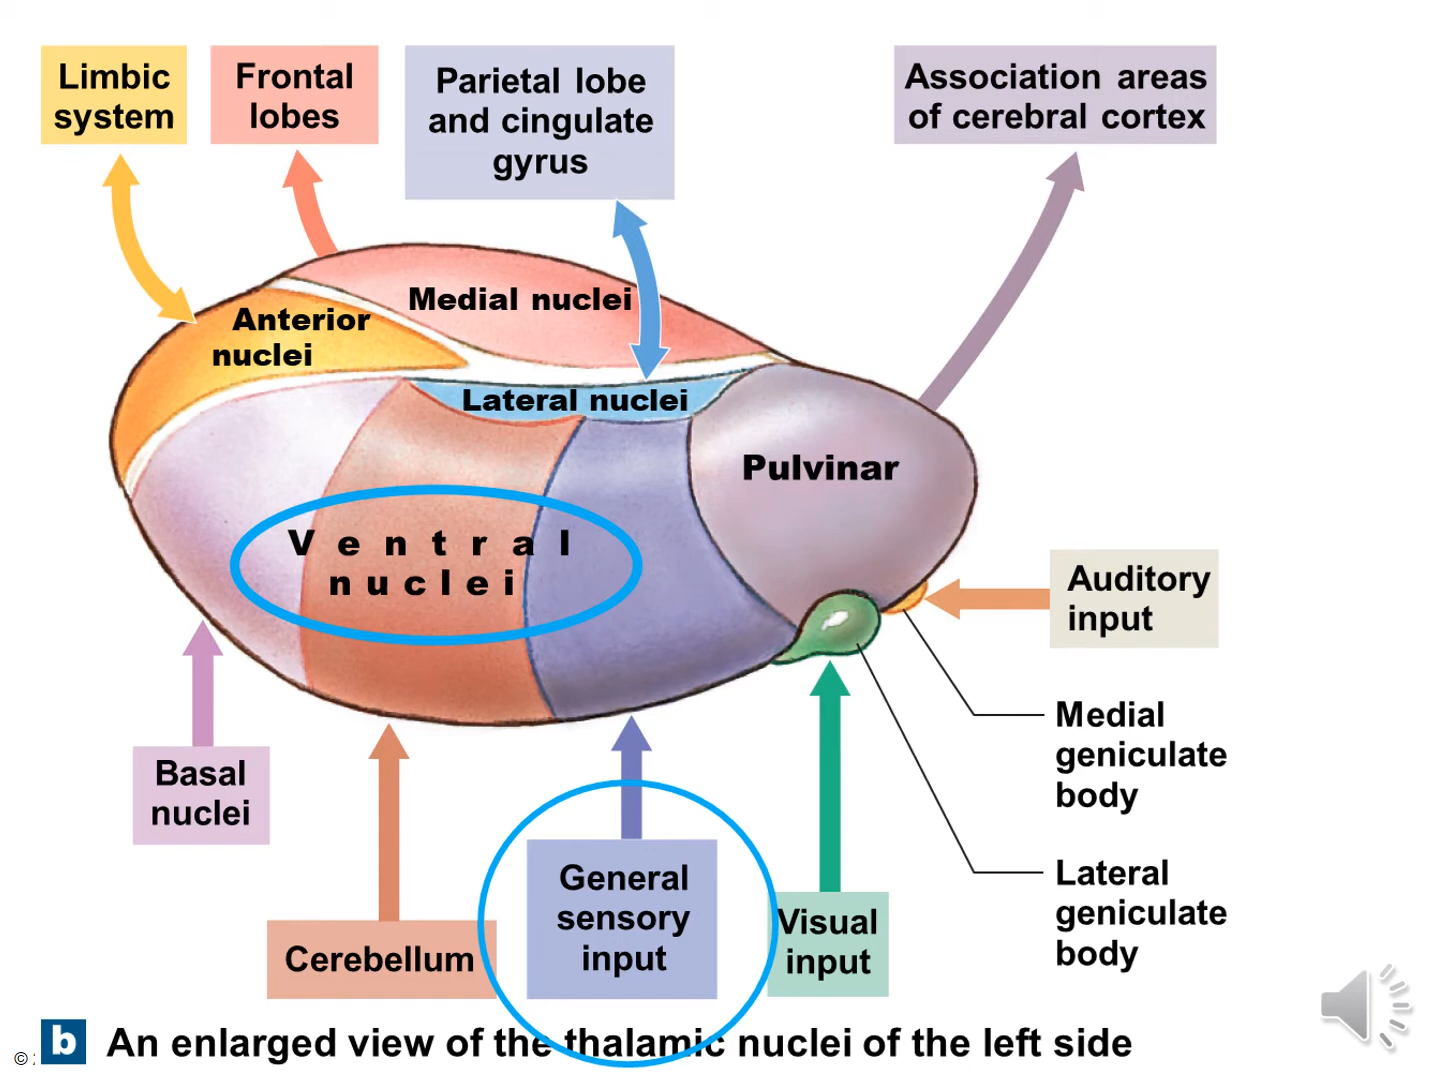 Limbic
system
Frontal
lobes
Parietal lobe
and cingulate
gyrus
Association areas
of cerebral cortex
Medial nuclei
Anterior
nuclei
Lateral nuclei
Pulvinar
Ventral
nuclei
Auditory
input
Medial
geniculate
body
Lateral
geniculate
body
Basal
nuclei
Cerebellum
General
sensory
input
Visual
input
©
b An enlarged view of the thalamic nuclei of the left side